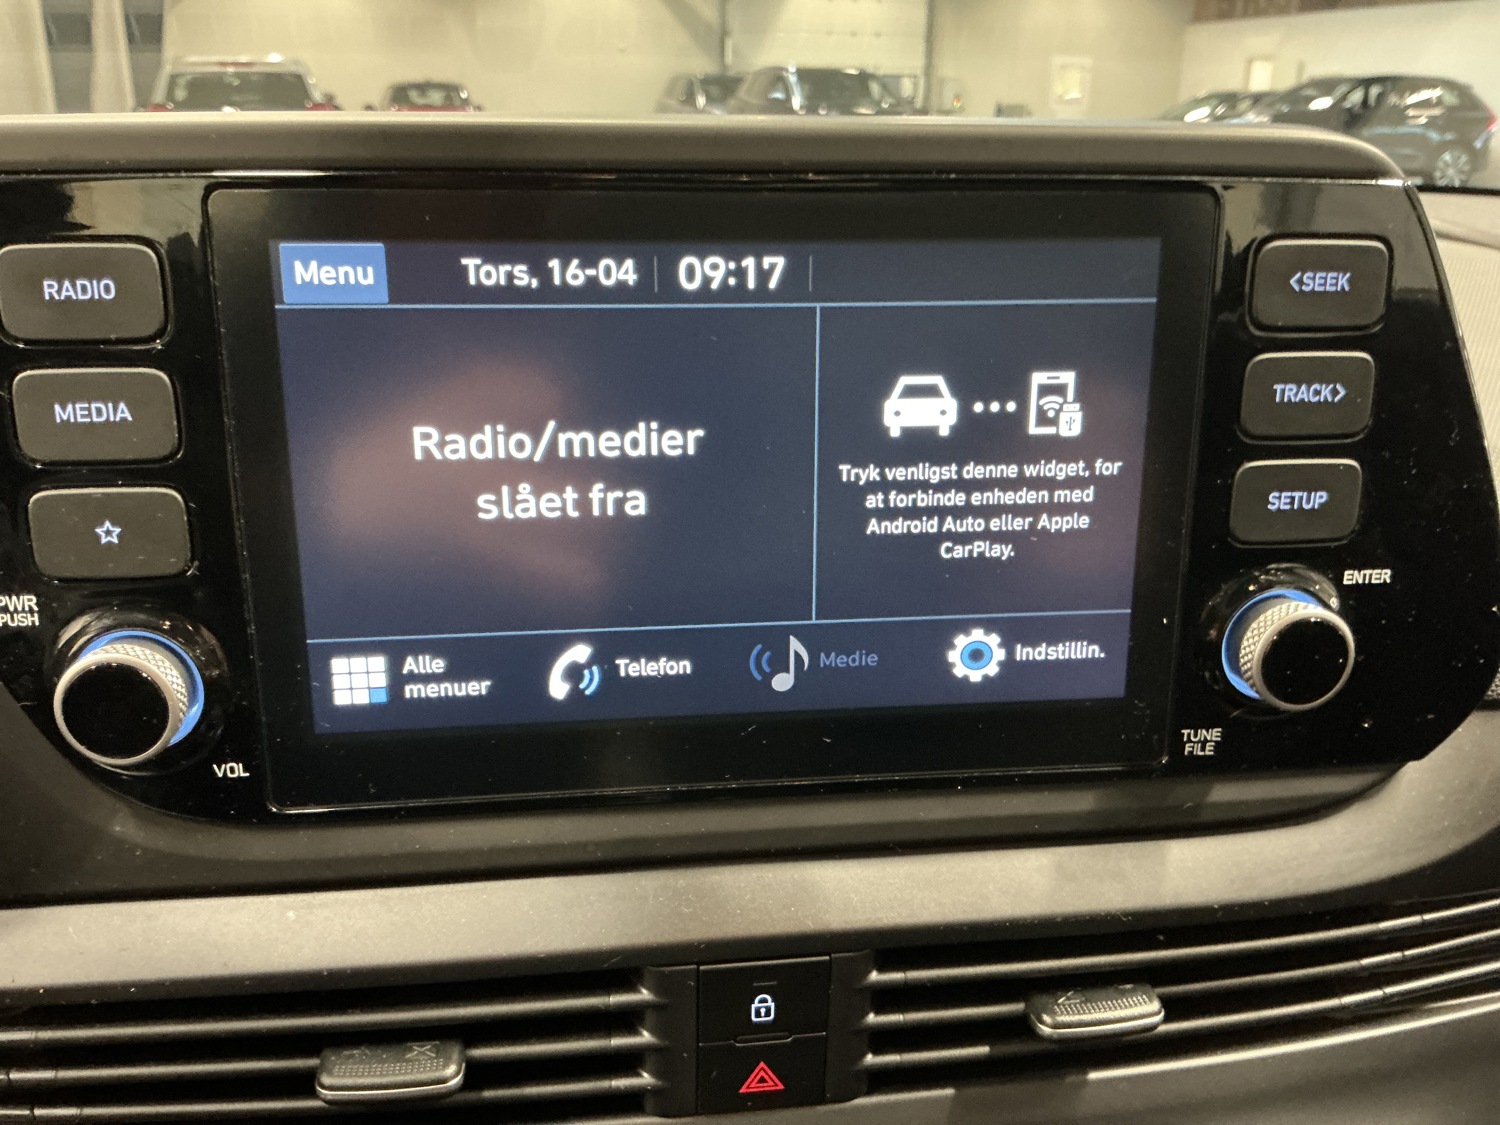 RADIO
MEDIA
PWR
PUSH
VOL
Menu
Tors, 16-04
09:17
Radio/medier
slået fra
Tryk venligst denne widget, for
at forbinde enheden med
Android Auto eller Apple
CarPlay.
Alle
menuer
Telefon
Medie
Indstillin.
<SEEK
TRACK>
SETUP
ENTER
TUNE
FILE